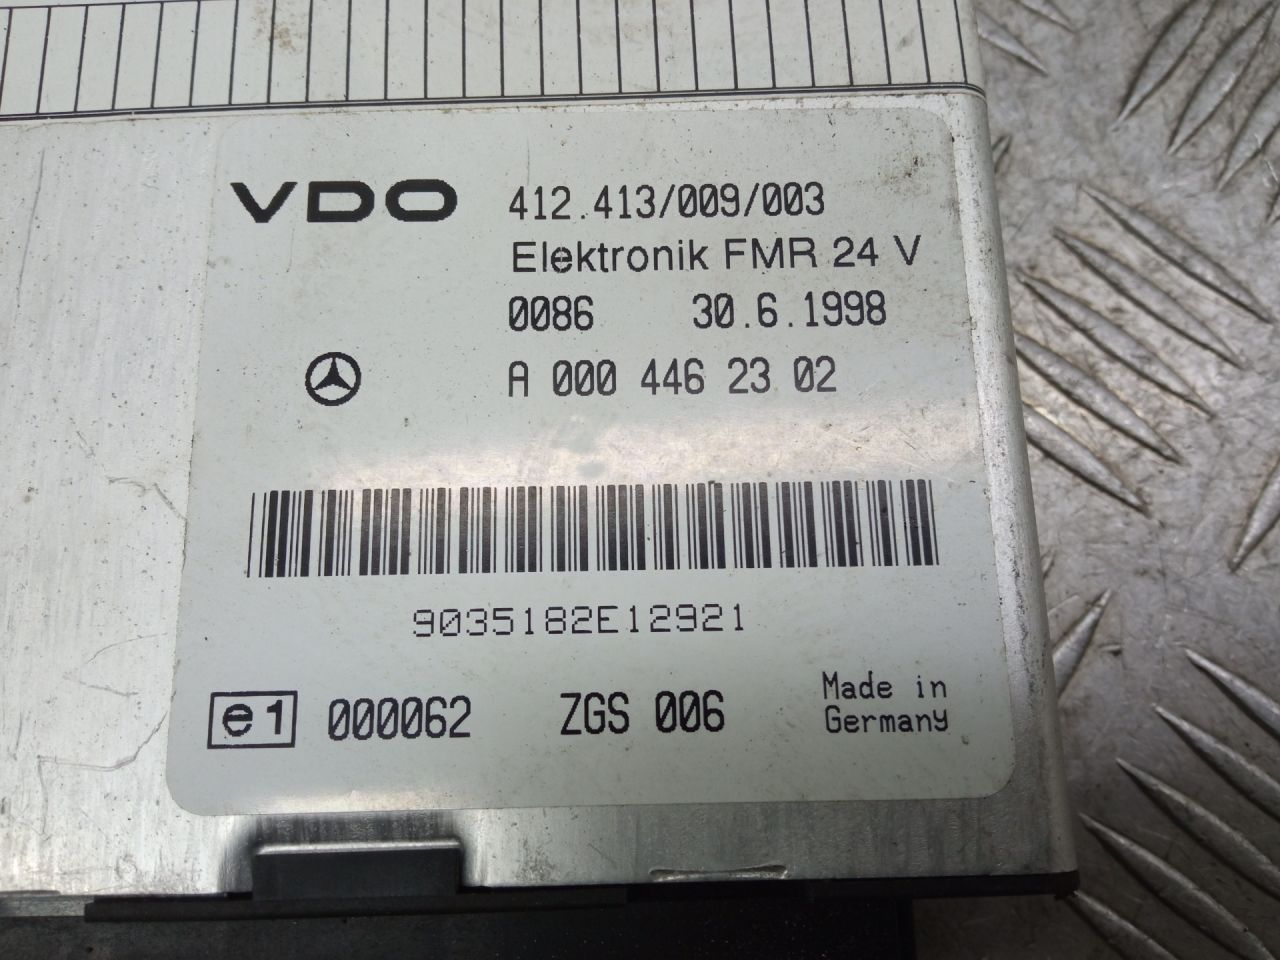 VDO 412.413/009/003
Elektronik FMR 24 V
0086 30.6.1998
A 000 446 23 02
9035182E12921
e1 000062 ZGS 006 Made in
Germany